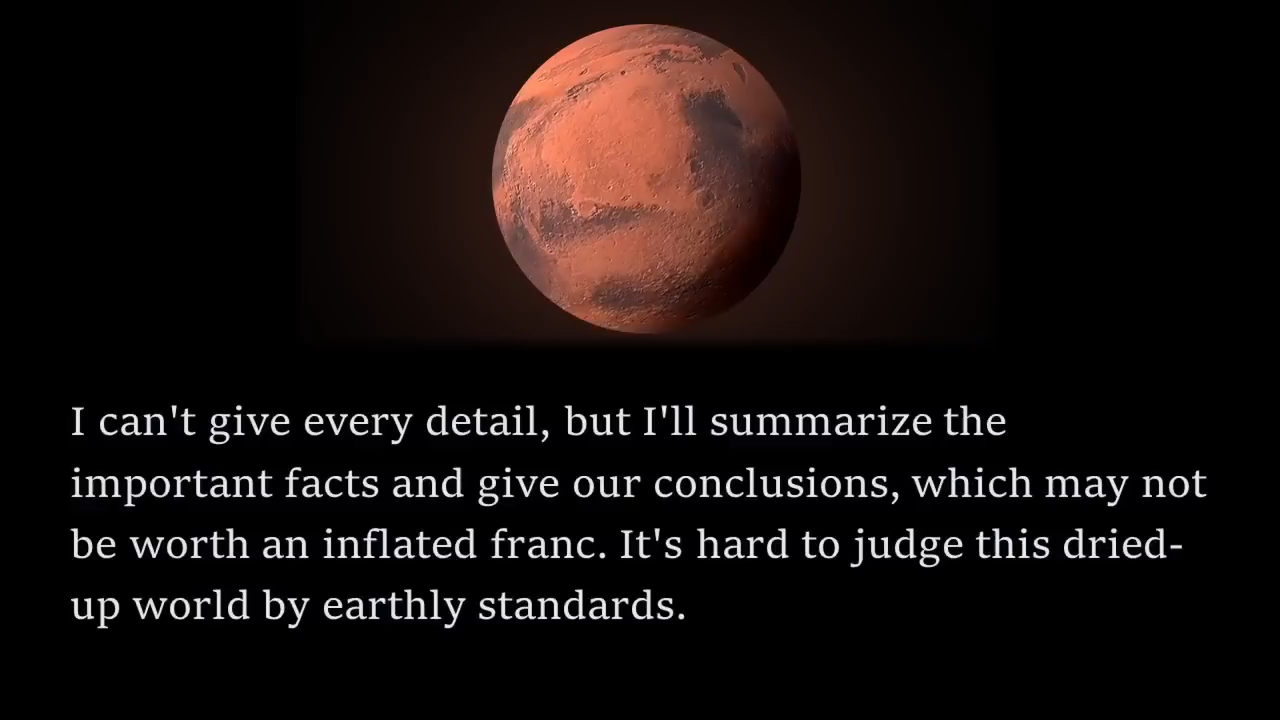 I can't give every detail, but I'll summarize the
important facts and give our conclusions, which may not
be worth an inflated franc. It's hard to judge this dried-
up world by earthly standards.